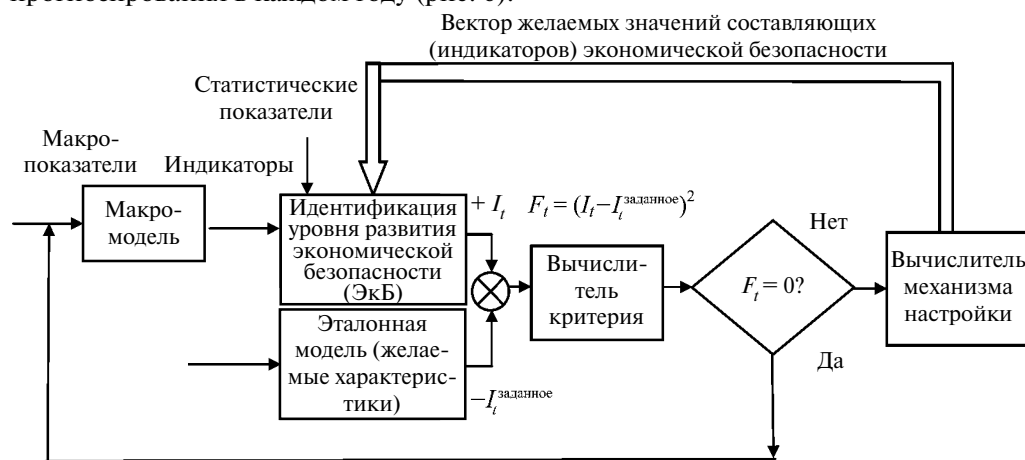 прогнозирования в каждом году (рис. 6).
Вектор желаемых значений составляющих
(индикаторов) экономической безопасности
Статистические
показатели
Макро-
показатели
Индикаторы
Макро-
модель
Идентификация
уровня развития
экономической
безопасности
(ЭкБ)
+ I_t
F_t = (I_t – I_t^заданное)^2
Эталонная
модель (желае-
мые характерис-
тики)
–I_t^заданное
Вычисли-
тель
критерия
F_t = 0?
Нет
Да
Вычислитель
механизма
настройки